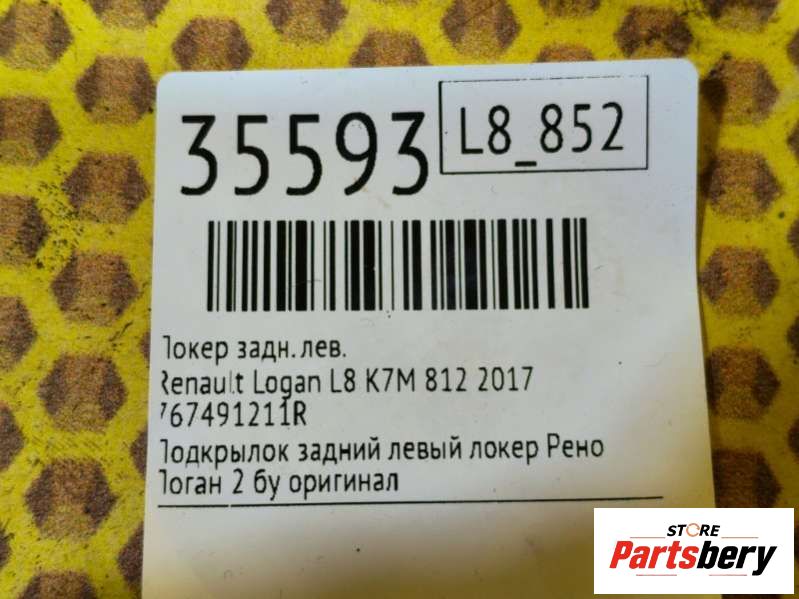 35593
L8_852
Локер задн. лев.
Renault Logan L8 K7M 812 2017
767491211R
Подкрылок задний левый локер Рено
Логан 2 бу оригинал
STORE
Partsbery